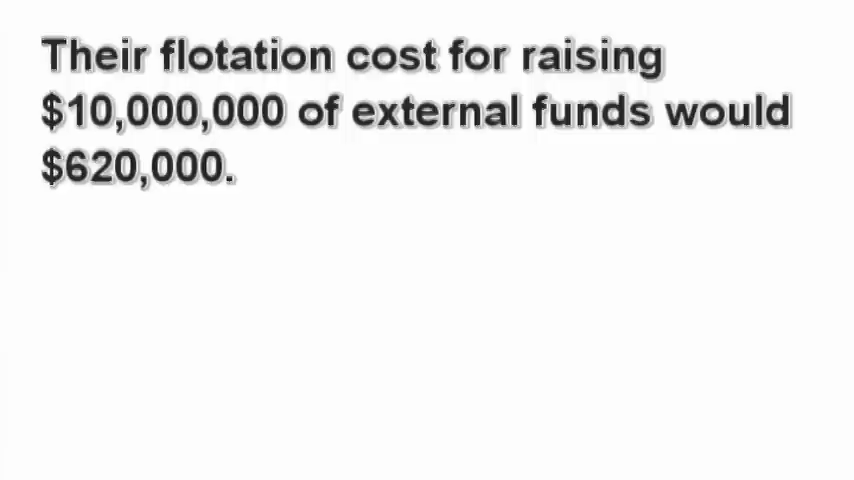 Their flotation cost for raising
$10,000,000 of external funds would
$620,000.